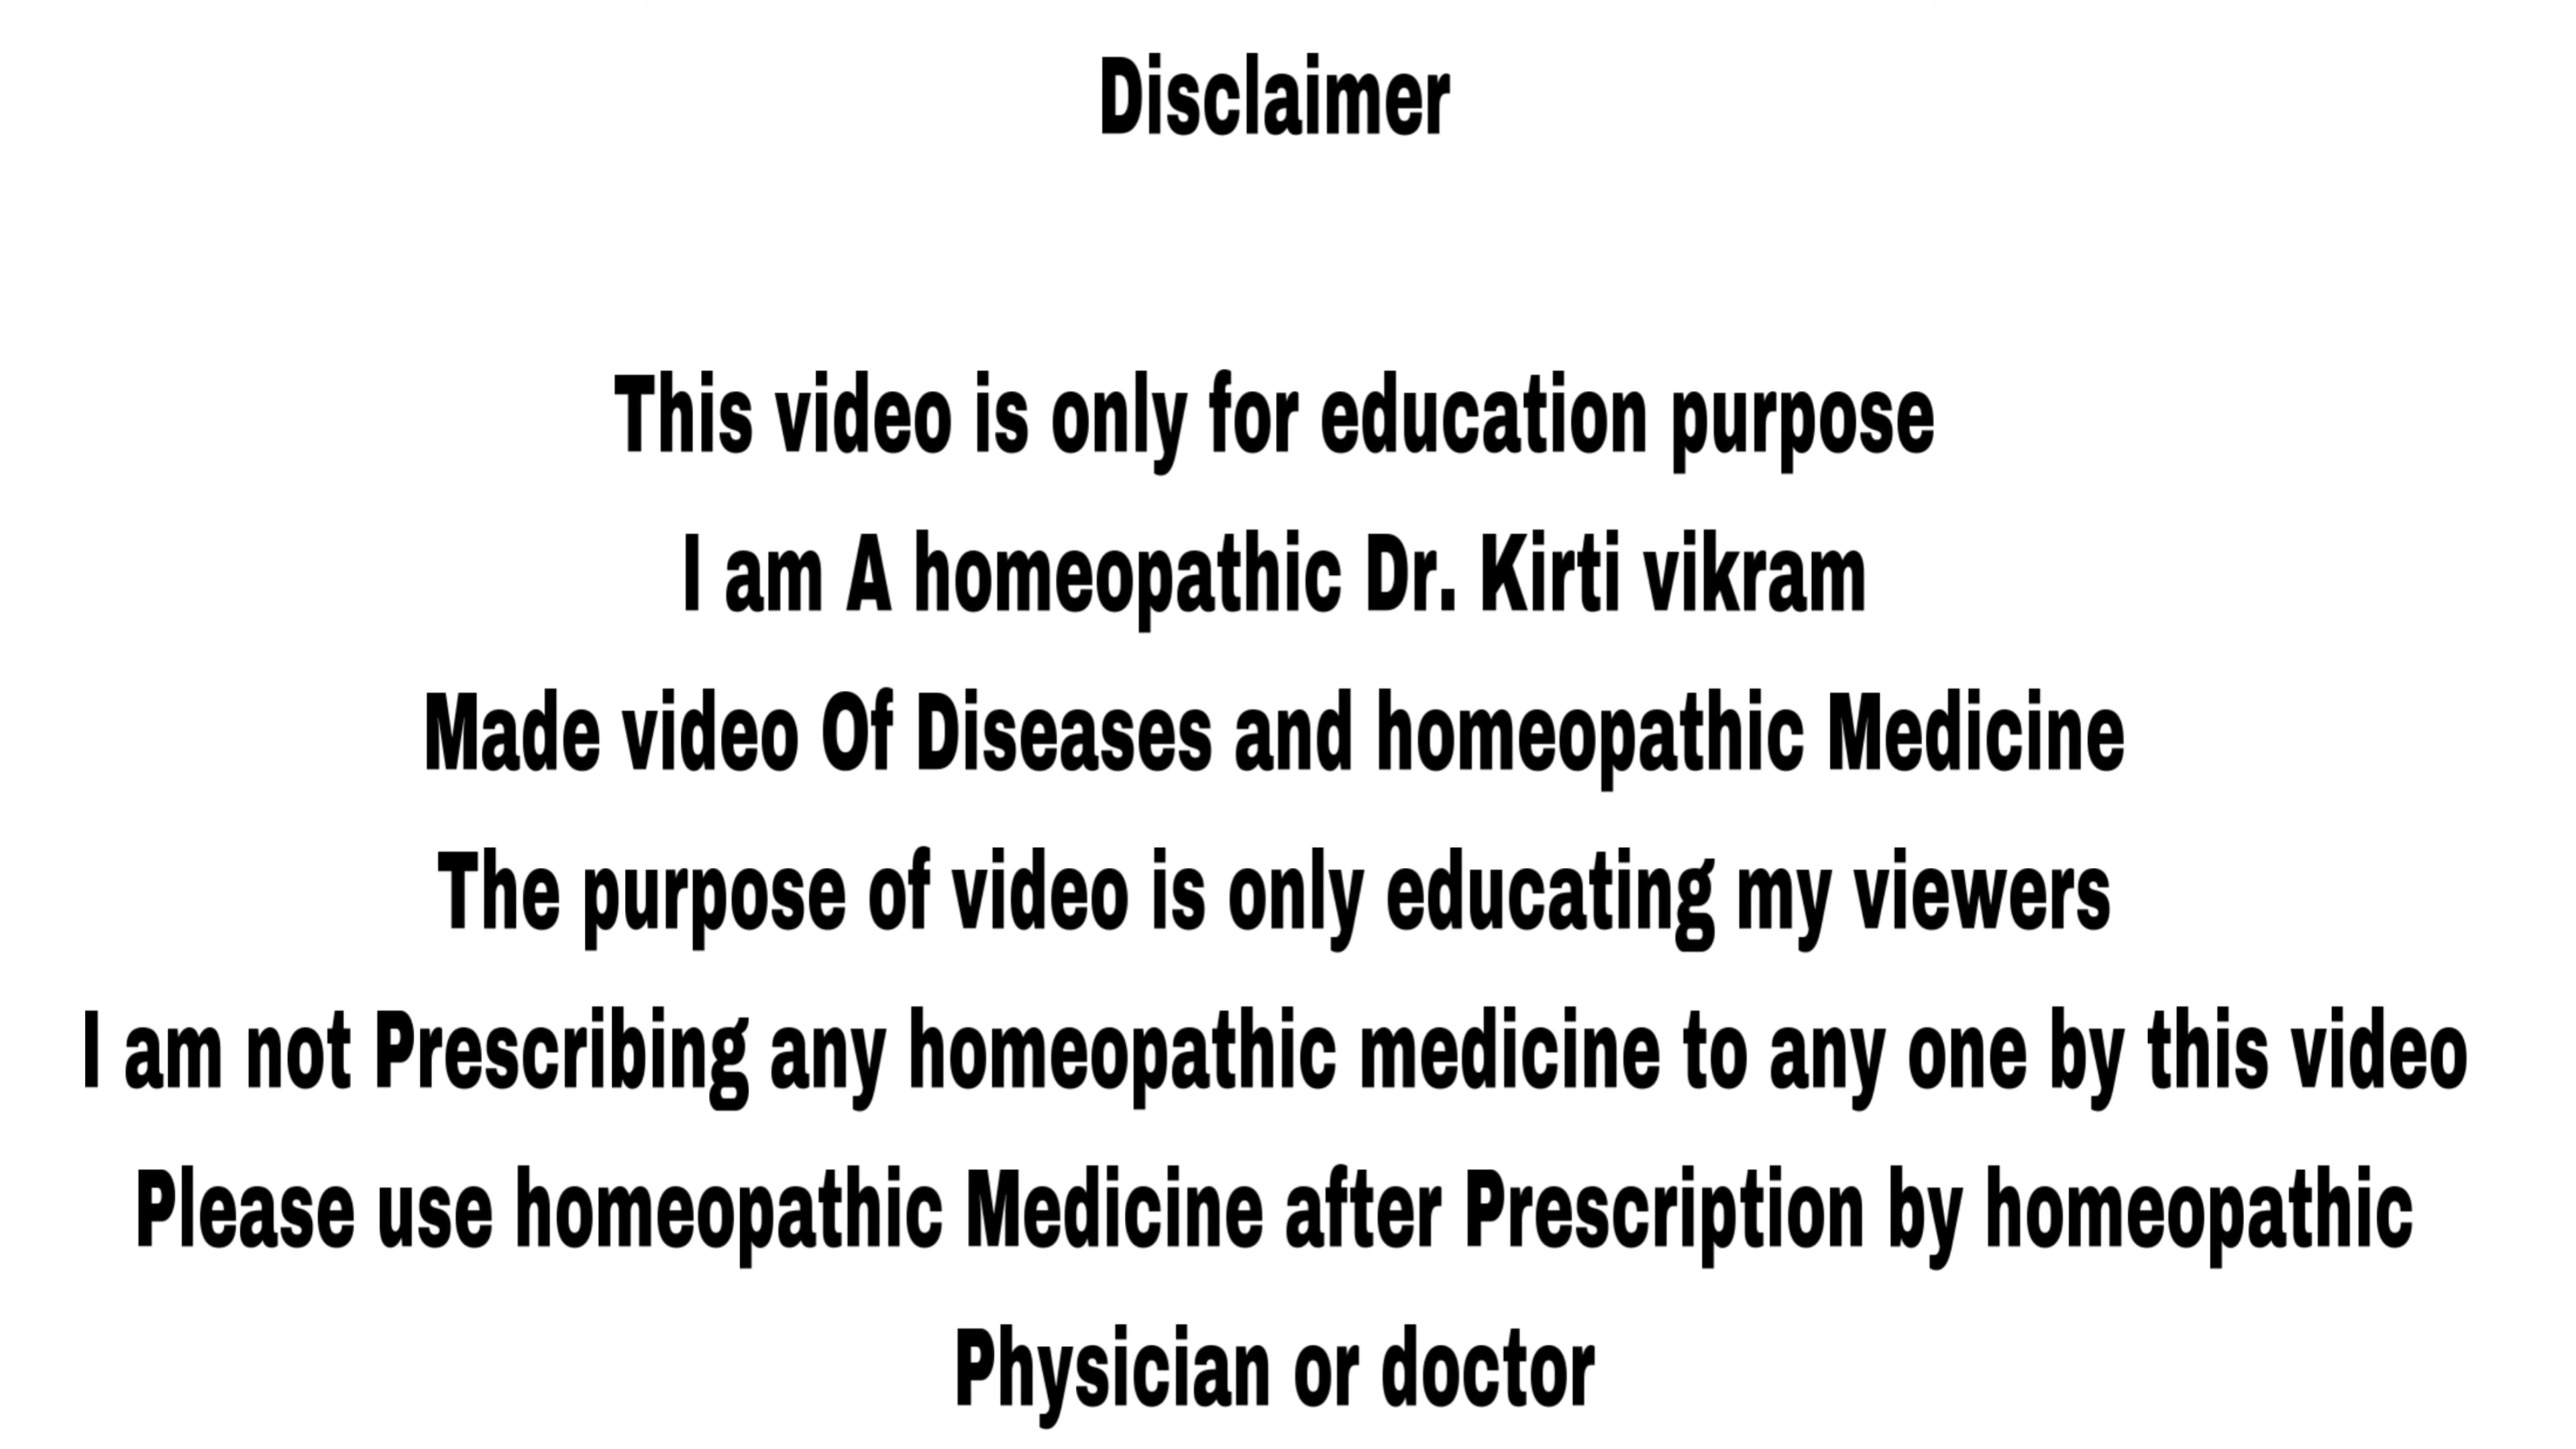 Disclaimer
This video is only for education purpose
I am A homeopathic Dr. Kirti vikram
Made video Of Diseases and homeopathic Medicine
The purpose of video is only educating my viewers
I am not Prescribing any homeopathic medicine to any one by this video
Please use homeopathic Medicine after Prescription by homeopathic
Physician or doctor